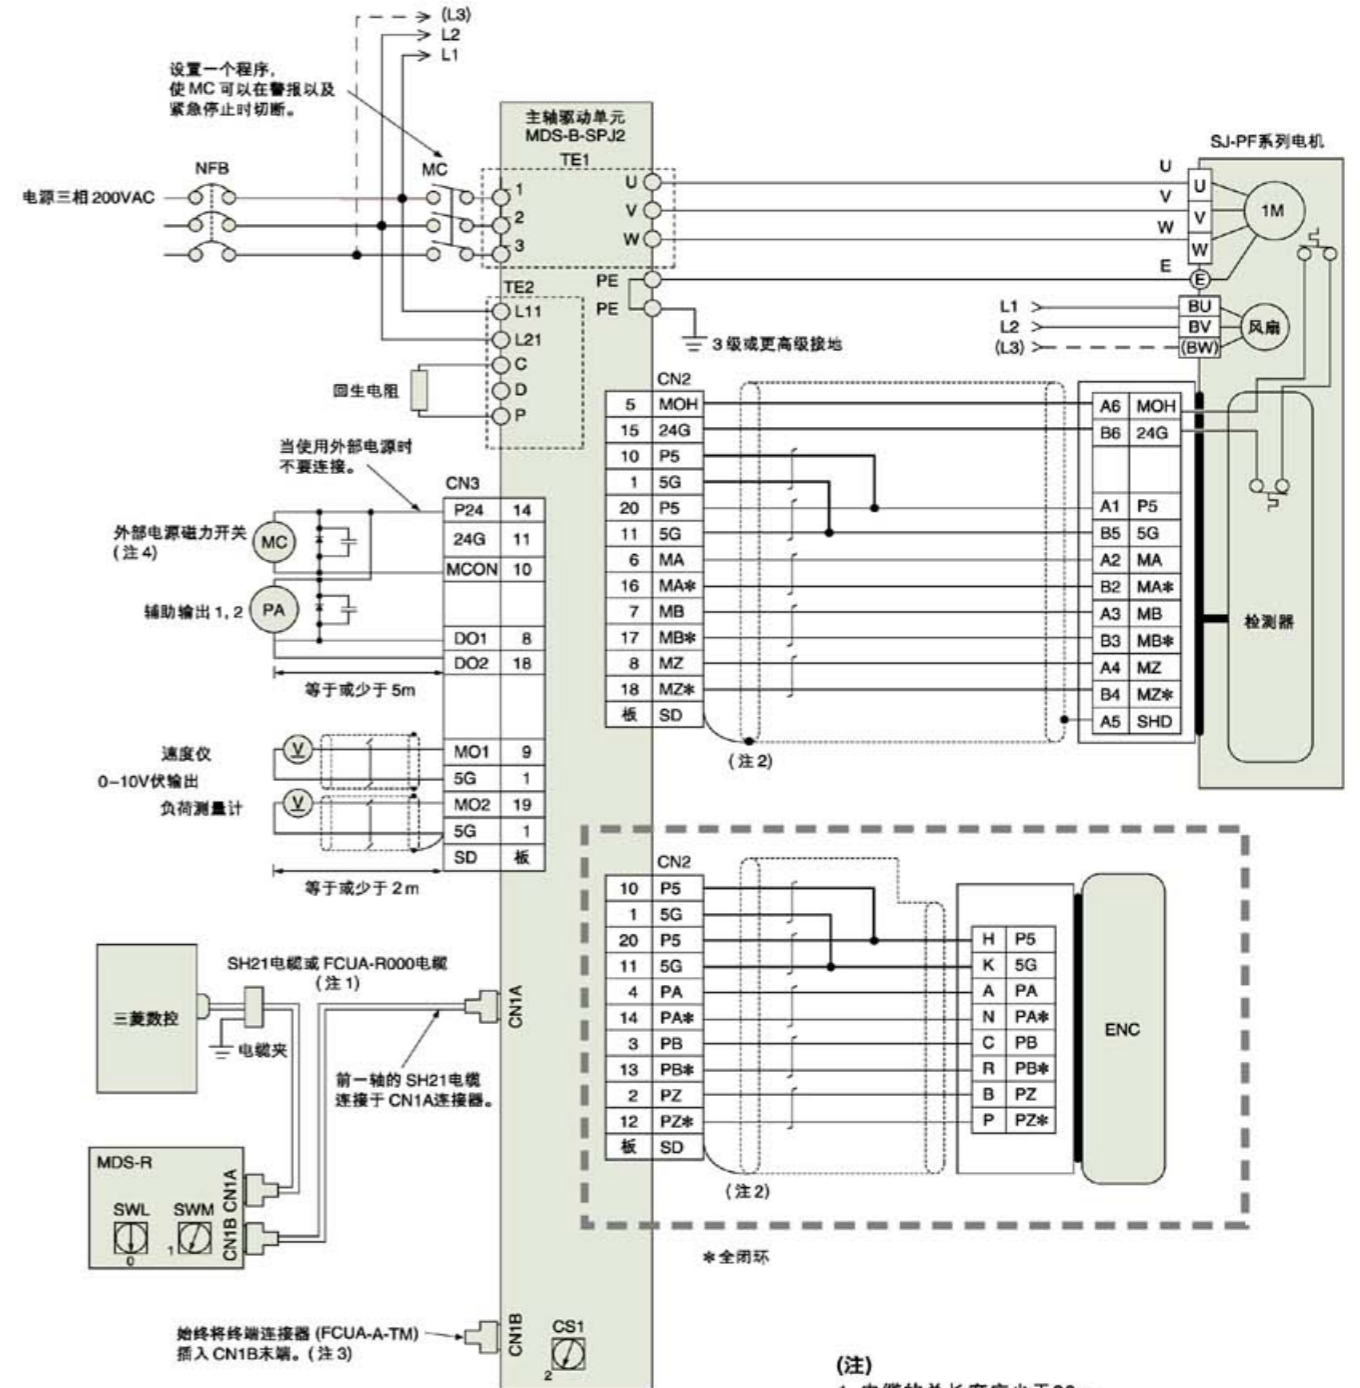 (L3)
L2
L1
设置一个程序,
使 MC 可以在警报以及
紧急停止时切断。
主轴驱动单元
MDS-B-SPJ2
TE1
NFB
MC
电源三相 200VAC
1
2
3
U
V
W
PE
PE
TE2
L11
L21
C
D
P
回生电阻
3 级或更高级接地
SJ-PF系列电机
U
V
W
E
U
V
W
E
1M
L1
L2
(L3)
BU
BV
(BW)
风扇
当使用外部电源时
不要连接。
CN3
P24 14
24G 11
MCON 10
DO1 8
DO2 18
MO1 9
5G 1
MO2 19
5G 1
SD 板
外部电源磁力开关
(注 4)
MC
辅助输出 1, 2
PA
等于或少于 5m
速度仪
V
0–10V伏输出
负荷测量计
V
等于或少于 2 m
CN2
5 MOH
15 24G
10 P5
1 5G
20 P5
11 5G
6 MA
16 MA*
7 MB
17 MB*
8 MZ
18 MZ*
板 SD
(注2)
A6 MOH
B6 24G
A1 P5
B5 5G
A2 MA
B2 MA*
A3 MB
B3 MB*
A4 MZ
B4 MZ*
A5 SHD
检测器
CN2
10 P5
1 5G
20 P5
11 5G
4 PA
14 PA*
3 PB
13 PB*
2 PZ
12 PZ*
板 SD
(注2)
H P5
K 5G
A PA
N PA*
C PB
R PB*
B PZ
P PZ*
ENC
*全闭环
三菱数控
SH21电缆或 FCUA-R000电缆
(注 1)
电缆夹
CN1A
前一轴的 SH21电缆
连接于 CN1A连接器。
MDS-R
SWL
0
SWM
1
CN1A
CN1B
始终将终端连接器 (FCUA-A-TM)
插入 CN1B末端。(注 3)
CN1B
CS1
2
(注)